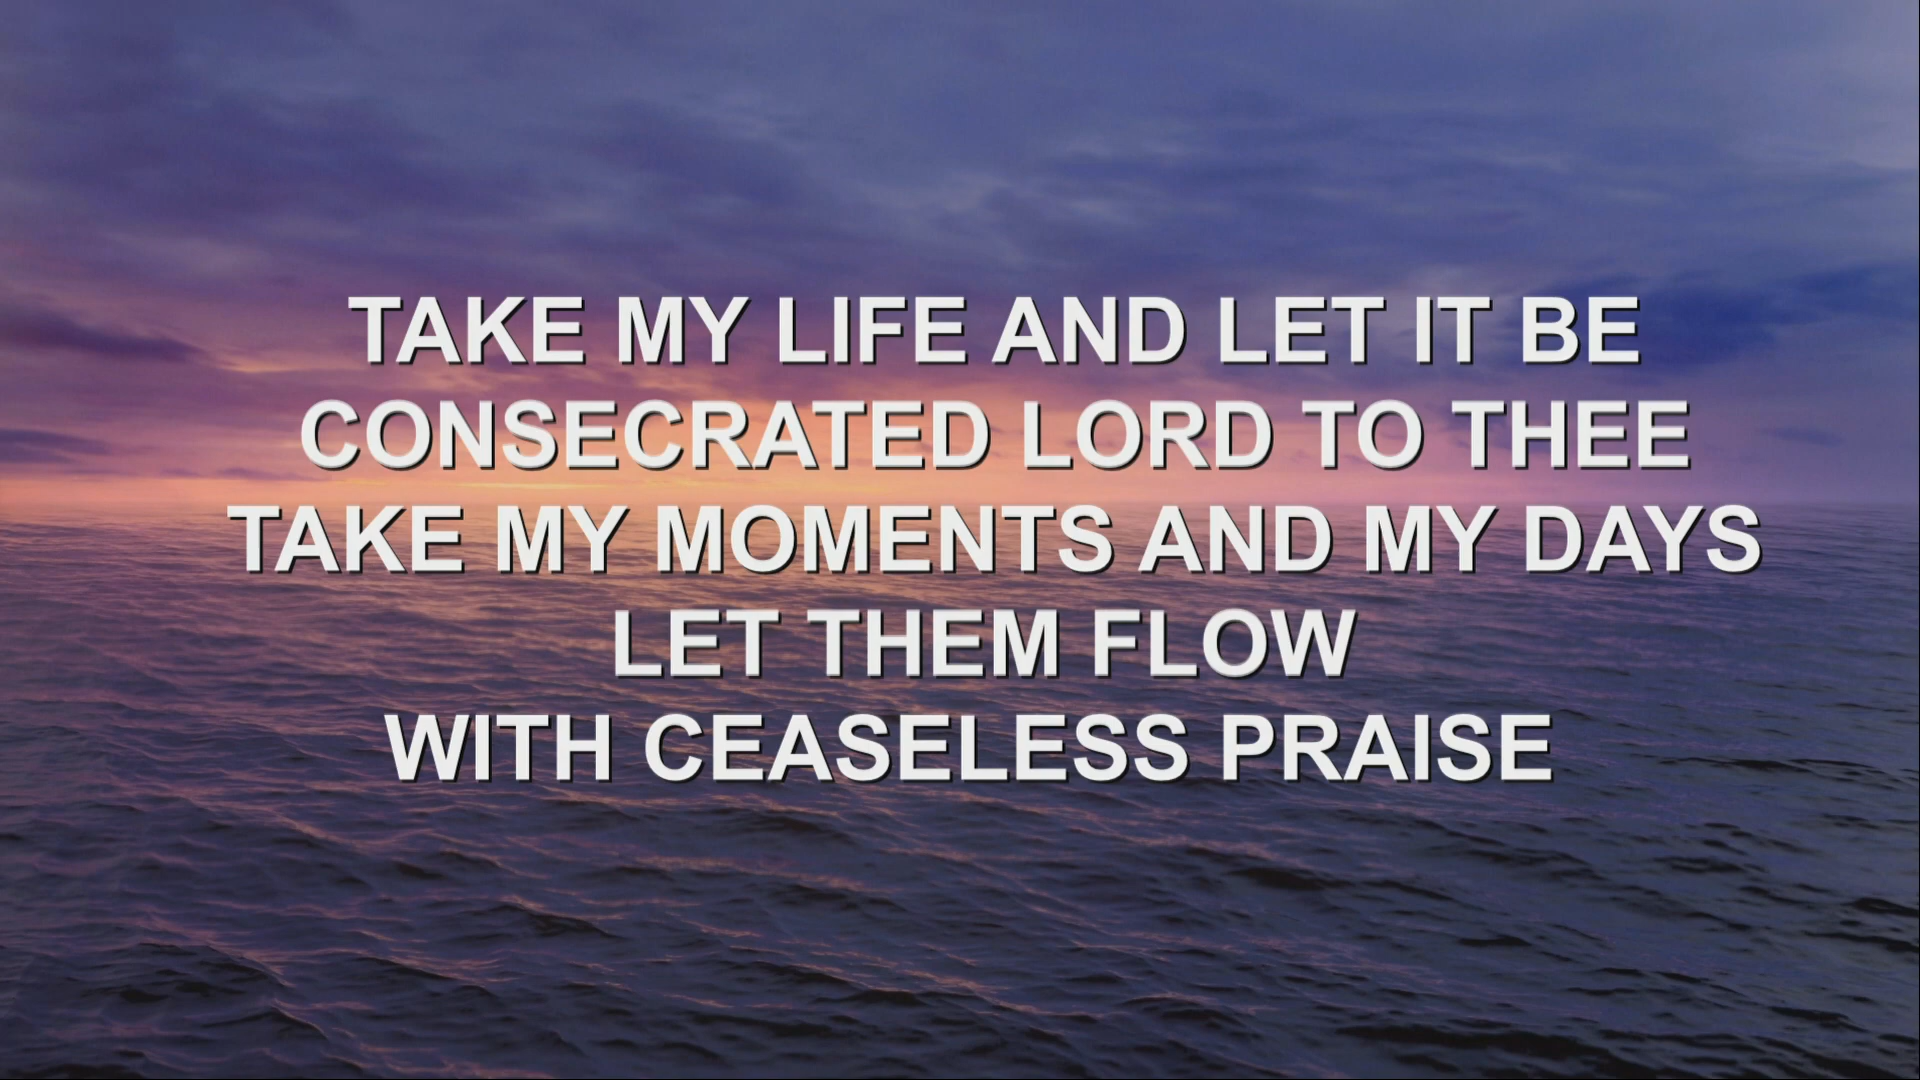 TAKE MY LIFE AND LET IT BE
CONSECRATED LORD TO THEE
TAKE MY MOMENTS AND MY DAYS
LET THEM FLOW
WITH CEASELESS PRAISE